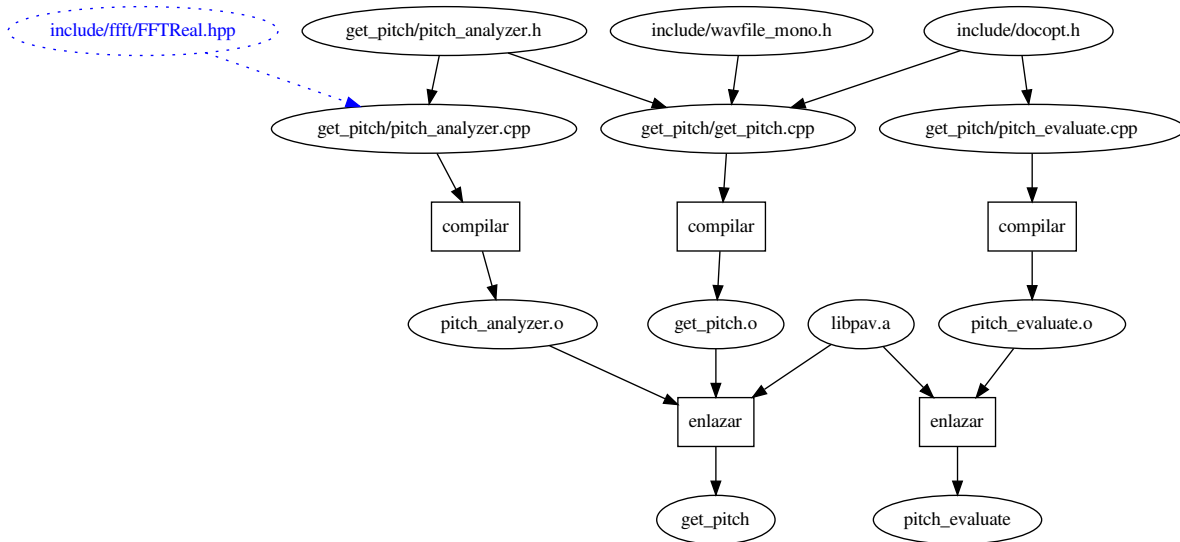 include/ffft/FFTReal.hpp
get_pitch/pitch_analyzer.h
include/wavfile_mono.h
include/docopt.h
get_pitch/pitch_analyzer.cpp
get_pitch/get_pitch.cpp
get_pitch/pitch_evaluate.cpp
compilar
compilar
compilar
pitch_analyzer.o
get_pitch.o
libpav.a
pitch_evaluate.o
enlazar
enlazar
get_pitch
pitch_evaluate